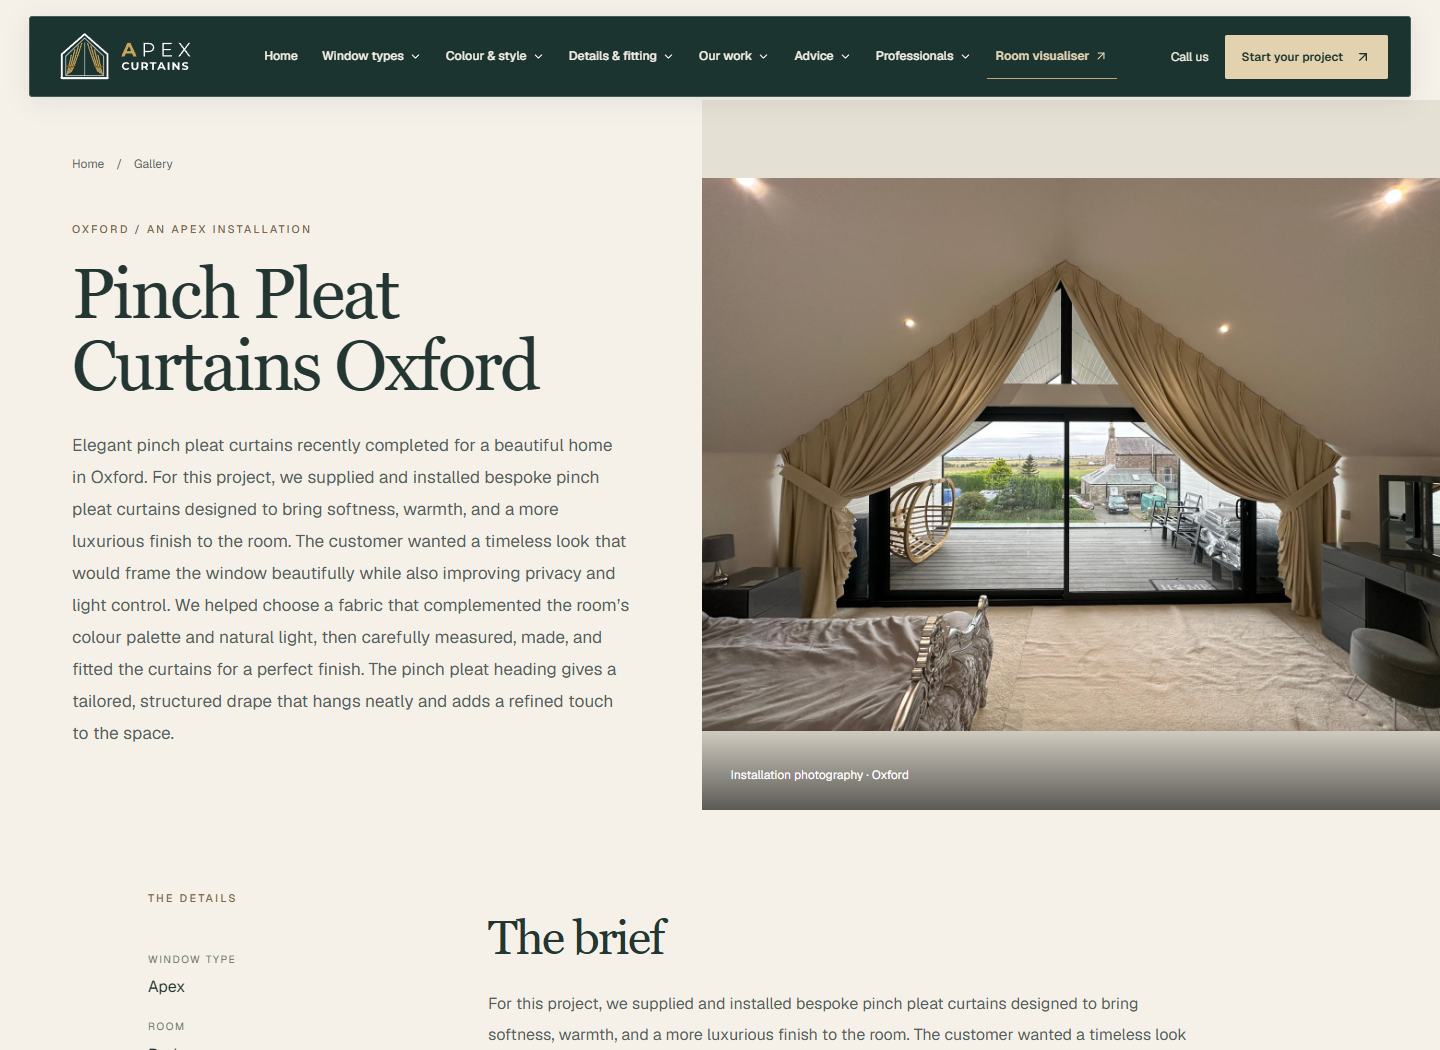 APEX
CURTAINS
Home
Window types
Colour & style
Details & fitting
Our work
Advice
Professionals
Room visualiser
Call us
Start your project
Home / Gallery
OXFORD / AN APEX INSTALLATION
Pinch Pleat
Curtains Oxford
Elegant pinch pleat curtains recently completed for a beautiful home
in Oxford. For this project, we supplied and installed bespoke pinch
pleat curtains designed to bring softness, warmth, and a more
luxurious finish to the room. The customer wanted a timeless look that
would frame the window beautifully while also improving privacy and
light control. We helped choose a fabric that complemented the room’s
colour palette and natural light, then carefully measured, made, and
fitted the curtains for a perfect finish. The pinch pleat heading gives a
tailored, structured drape that hangs neatly and adds a refined touch
to the space.
Installation photography · Oxford
THE DETAILS
WINDOW TYPE
Apex
ROOM
The brief
For this project, we supplied and installed bespoke pinch pleat curtains designed to bring
softness, warmth, and a more luxurious finish to the room. The customer wanted a timeless look